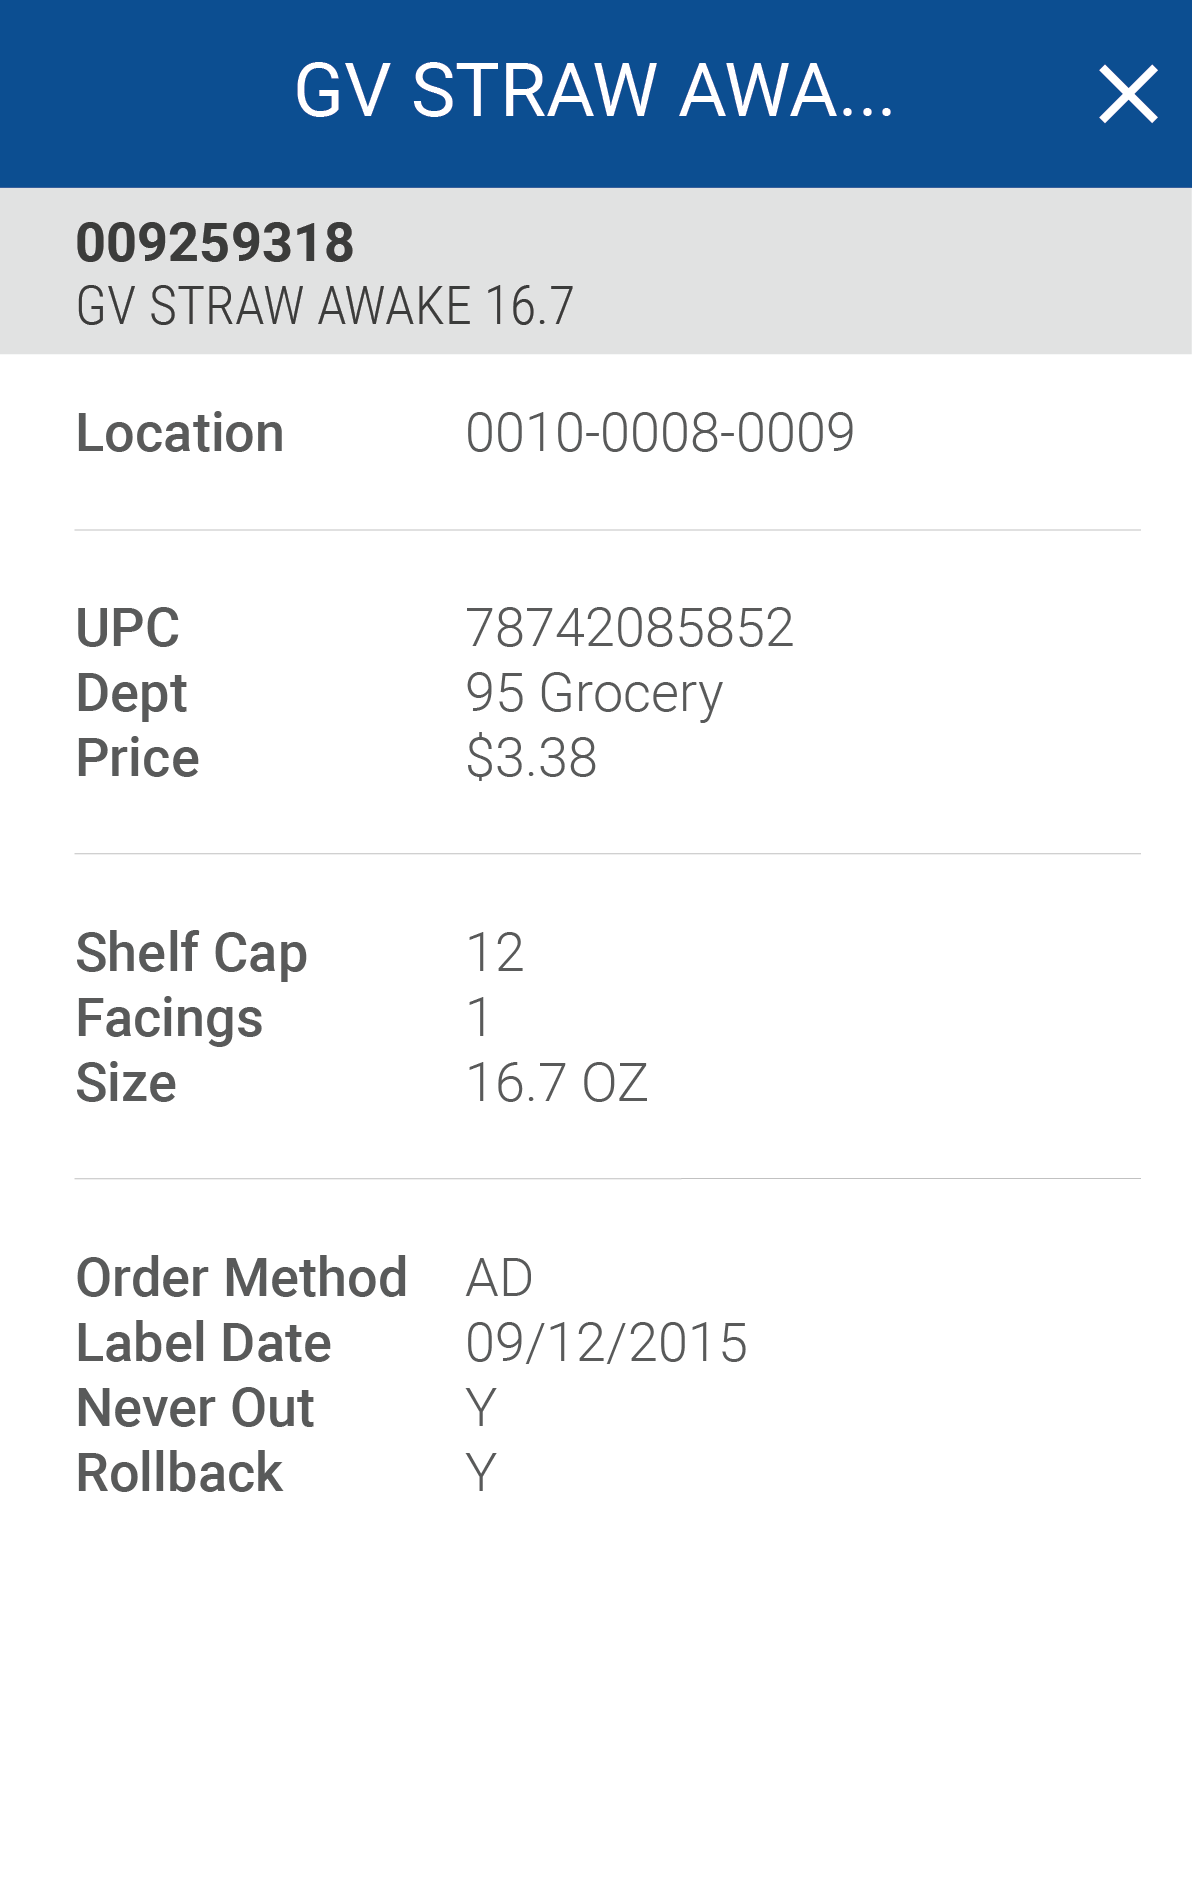 GV STRAW AWA...
009259318
GV STRAW AWAKE 16.7
Location 0010-0008-0009
UPC 78742085852
Dept 95 Grocery
Price $3.38
Shelf Cap 12
Facings 1
Size 16.7 OZ
Order Method AD
Label Date 09/12/2015
Never Out Y
Rollback Y